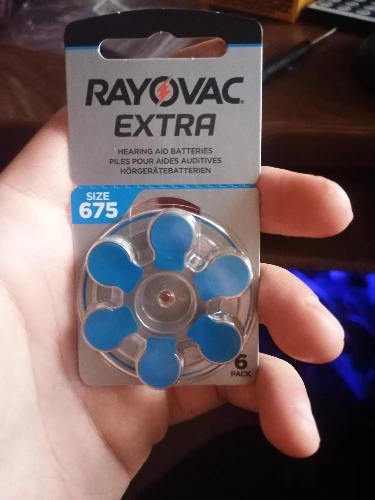 RAYOVAC
EXTRA
HEARING AID BATTERIES
PILES POUR AIDES AUDITIVES
HÖRGERÄTEBATTERIEN
SIZE
675
6
PACK